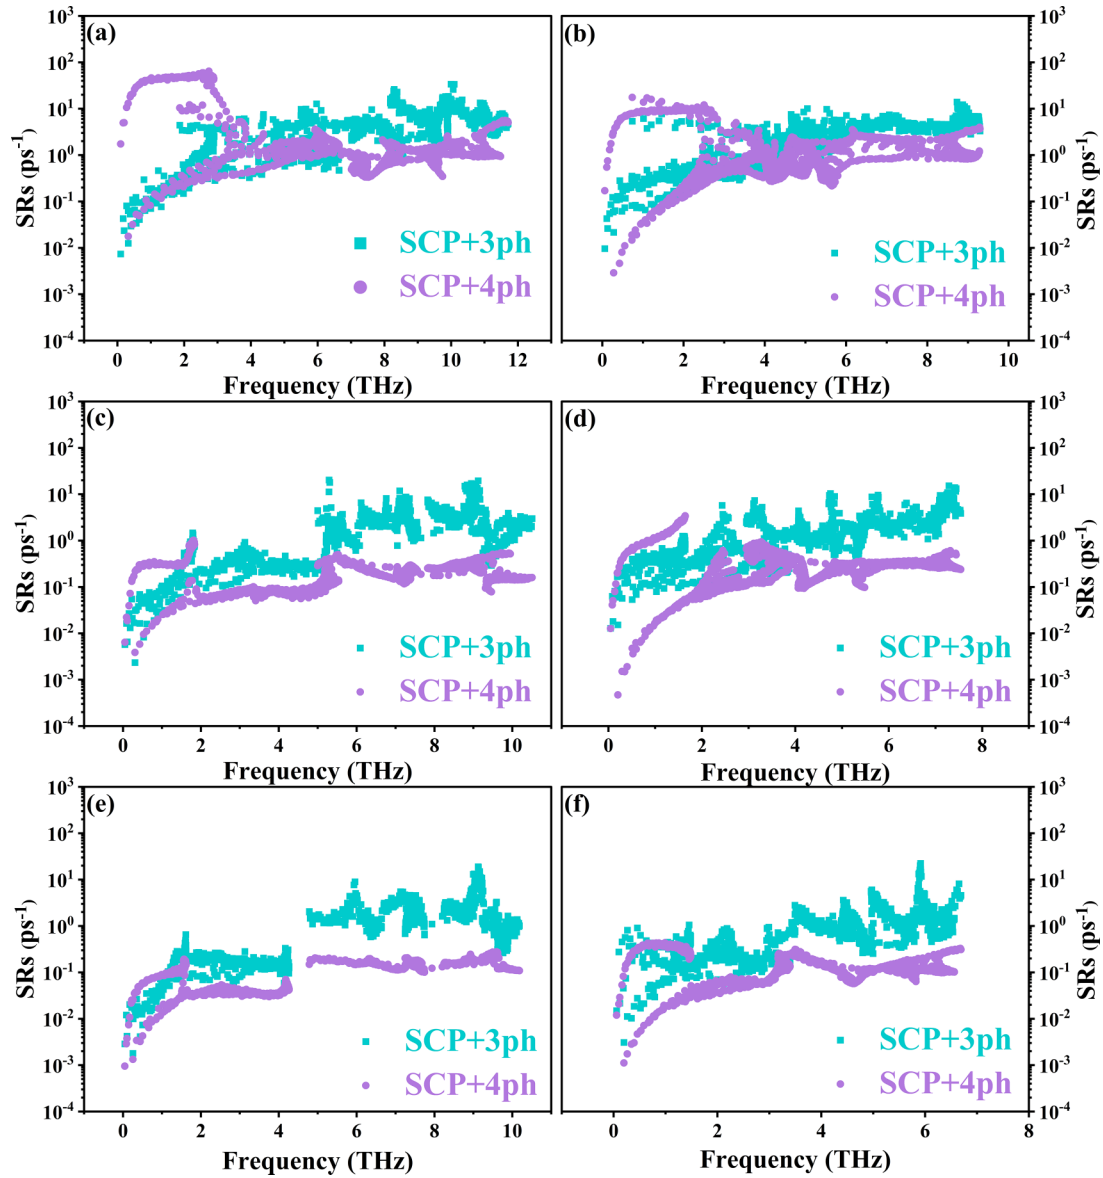 (a)
10³
10²
10¹
10⁰
10⁻¹
10⁻²
10⁻³
10⁻⁴
SRs (ps⁻¹)
SCP+3ph
SCP+4ph
0 2 4 6 8 10 12
Frequency (THz)
(b)
10³
10²
10¹
10⁰
10⁻¹
10⁻²
10⁻³
10⁻⁴
SRs (ps⁻¹)
SCP+3ph
SCP+4ph
0 2 4 6 8 10
Frequency (THz)
(c)
10³
10²
10¹
10⁰
10⁻¹
10⁻²
10⁻³
10⁻⁴
SRs (ps⁻¹)
SCP+3ph
SCP+4ph
0 2 4 6 8 10
Frequency (THz)
(d)
10³
10²
10¹
10⁰
10⁻¹
10⁻²
10⁻³
10⁻⁴
SRs (ps⁻¹)
SCP+3ph
SCP+4ph
0 2 4 6 8
Frequency (THz)
(e)
10³
10²
10¹
10⁰
10⁻¹
10⁻²
10⁻³
10⁻⁴
SRs (ps⁻¹)
SCP+3ph
SCP+4ph
0 2 4 6 8 10
Frequency (THz)
(f)
10³
10²
10¹
10⁰
10⁻¹
10⁻²
10⁻³
10⁻⁴
SRs (ps⁻¹)
SCP+3ph
SCP+4ph
0 2 4 6 8
Frequency (THz)